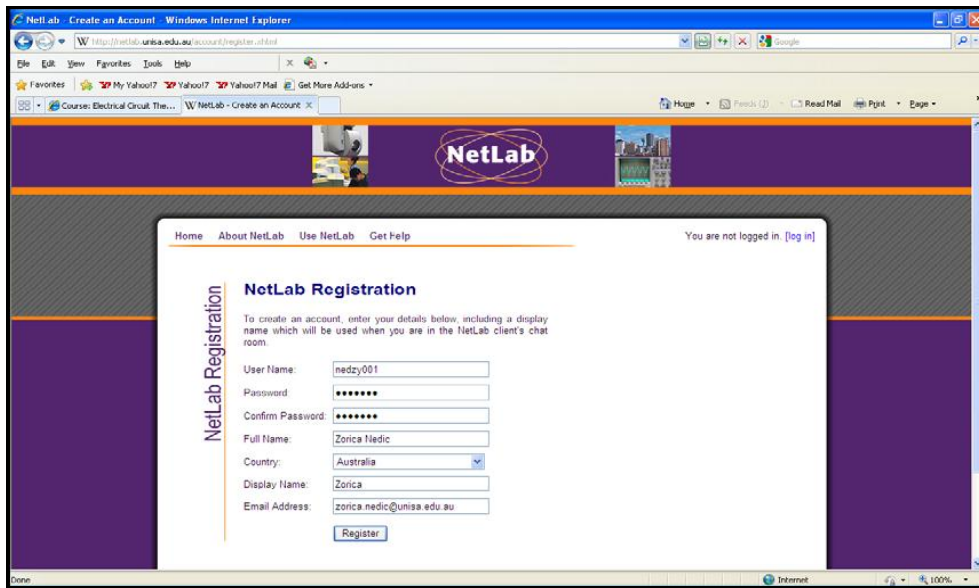 NetLab - Create an Account - Windows Internet Explorer
http://netlab.unisa.edu.au/account/register.xhtml
Google
File Edit View Favorites Tools Help
Favorites My Yahoo!7 Yahoo!7 Yahoo!7 Mail Get More Add-ons
Course: Electrical Circuit The... NetLab - Create an Account X Home Feeds (J) Read Mail Print Page
NetLab
Home About NetLab Use NetLab Get Help You are not logged in. [log in]
NetLab Registration
NetLab Registration
To create an account, enter your details below, including a display
name which will be used when you are in the NetLab client's chat
room.
User Name: nedzy001
Password: •••••••
Confirm Password: •••••••
Full Name: Zorica Nedic
Country: Australia
Display Name: Zorica
Email Address: zorica.nedic@unisa.edu.au
Register
Done Internet 100%